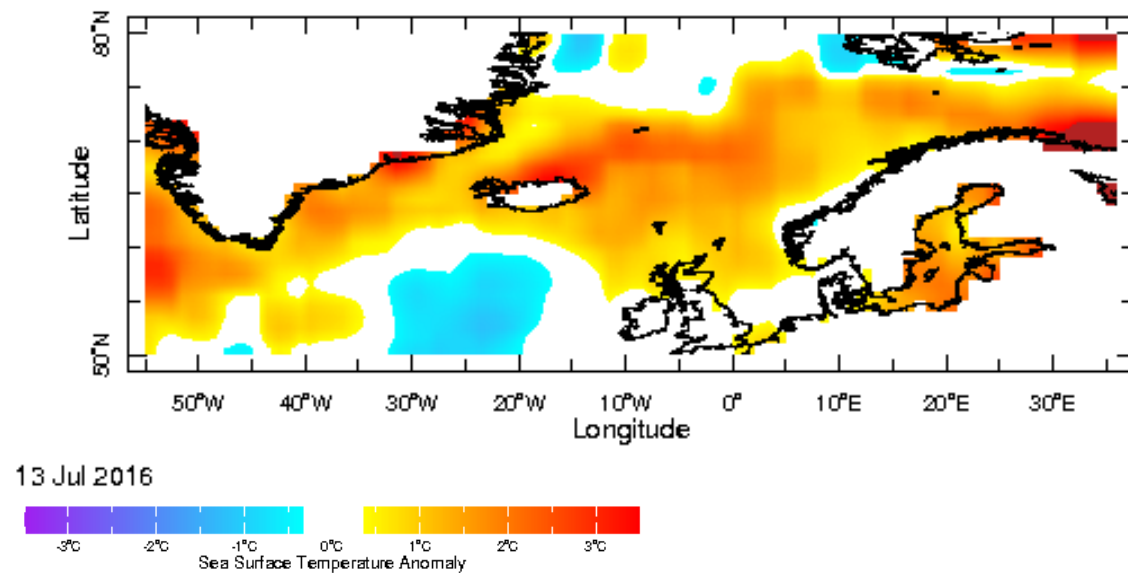 80°N
Latitude
50°N
50°W 40°W 30°W 20°W 10°W 0° 10°E 20°E 30°E
Longitude
13 Jul 2016
-3°C -2°C -1°C 0°C 1°C 2°C 3°C
Sea Surface Temperature Anomaly